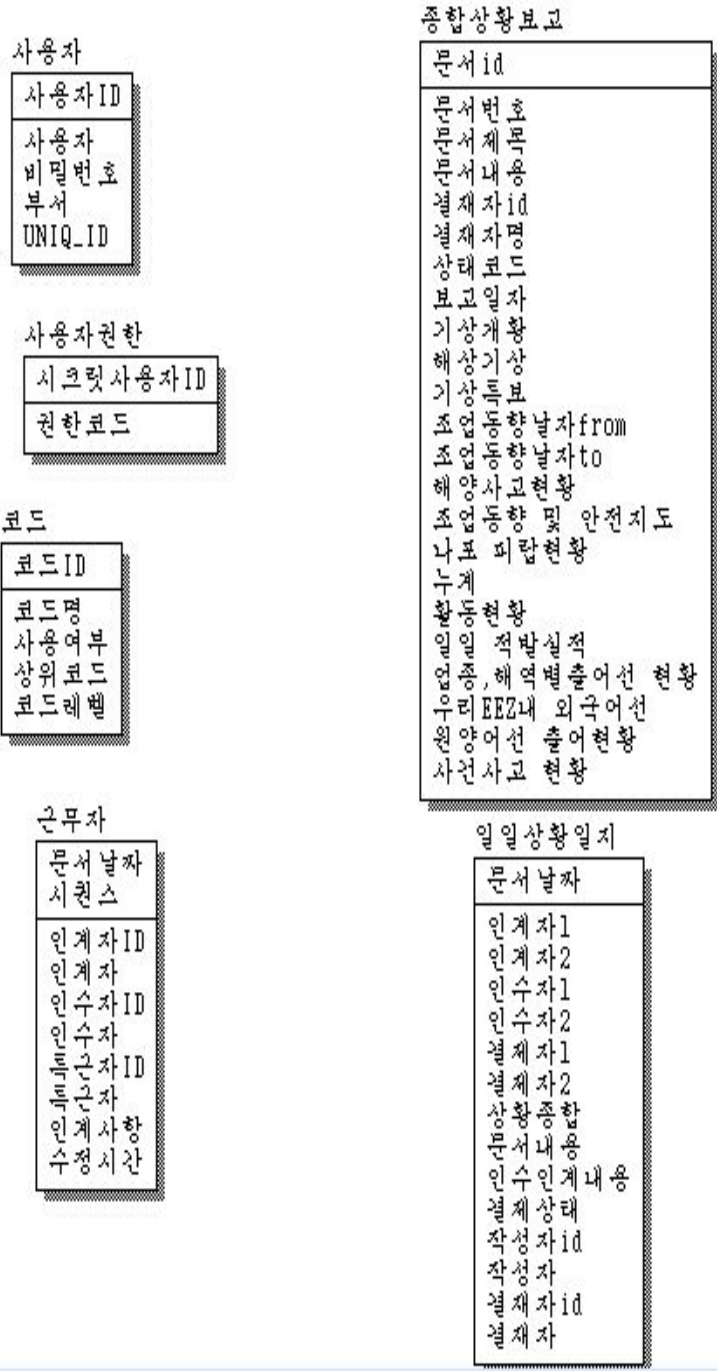 사용자
사용자ID
사용자
비밀번호
부서
UNIQ_ID
사용자권한
시크릿사용자ID
권한코드
코드
코드ID
코드명
사용여부
상위코드
코드레벨
근무자
문서날짜
시퀀스
인계자ID
인계자
인수자ID
인수자
특근자ID
특근자
인계사항
수정시간
종합상황보고
문서id
문서번호
문서제목
문서내용
결재자id
결재자명
상태코드
보고일자
기상개황
해상기상
기상특보
조업동향날자from
조업동향날자to
해양사고현황
조업동향 및 안전지도
나포 피랍현황
누계
활동현황
일일 적발실적
업종,해역별출어선 현황
우리EEZ내 외국어선
원양어선 출어현황
사건사고 현황
일일상황일지
문서날짜
인계자1
인계자2
인수자1
인수자2
결재자1
결재자2
상황종합
문서내용
인수인계내용
결재상태
작성자id
작성자
결재자id
결재자